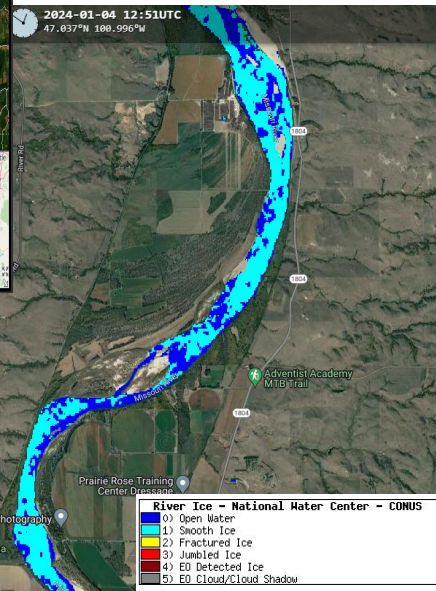 2024-01-04 12:51UTC
47.037°N 100.996°W
River Rd
1804
1804
Adventist Academy
MTB Trail
Missouri River
1804
Prairie Rose Training
Center Dressage
hotography
a
River Ice - National Water Center - CONUS
0) Open Water
1) Smooth Ice
2) Fractured Ice
3) Jumbled Ice
4) EO Detected Ice
5) EO Cloud/Cloud Shadow